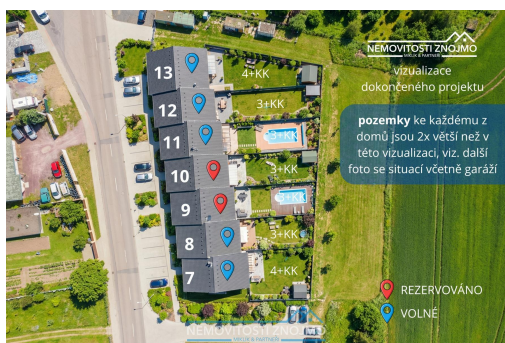 NEMOVITOSTI ZNOJMO
vizualizace
dokončeného projektu
pozemky ke každému z
domů jsou 2x větší než v
této vizualizaci, viz. další
foto se situací včetně garáží
13
4+KK
12
3+KK
11
3+KK
10
3+KK
9
3+KK
8
3+KK
7
4+KK
REZERVOVÁNO
VOLNÉ
NEMOVITOSTI ZNOJMO